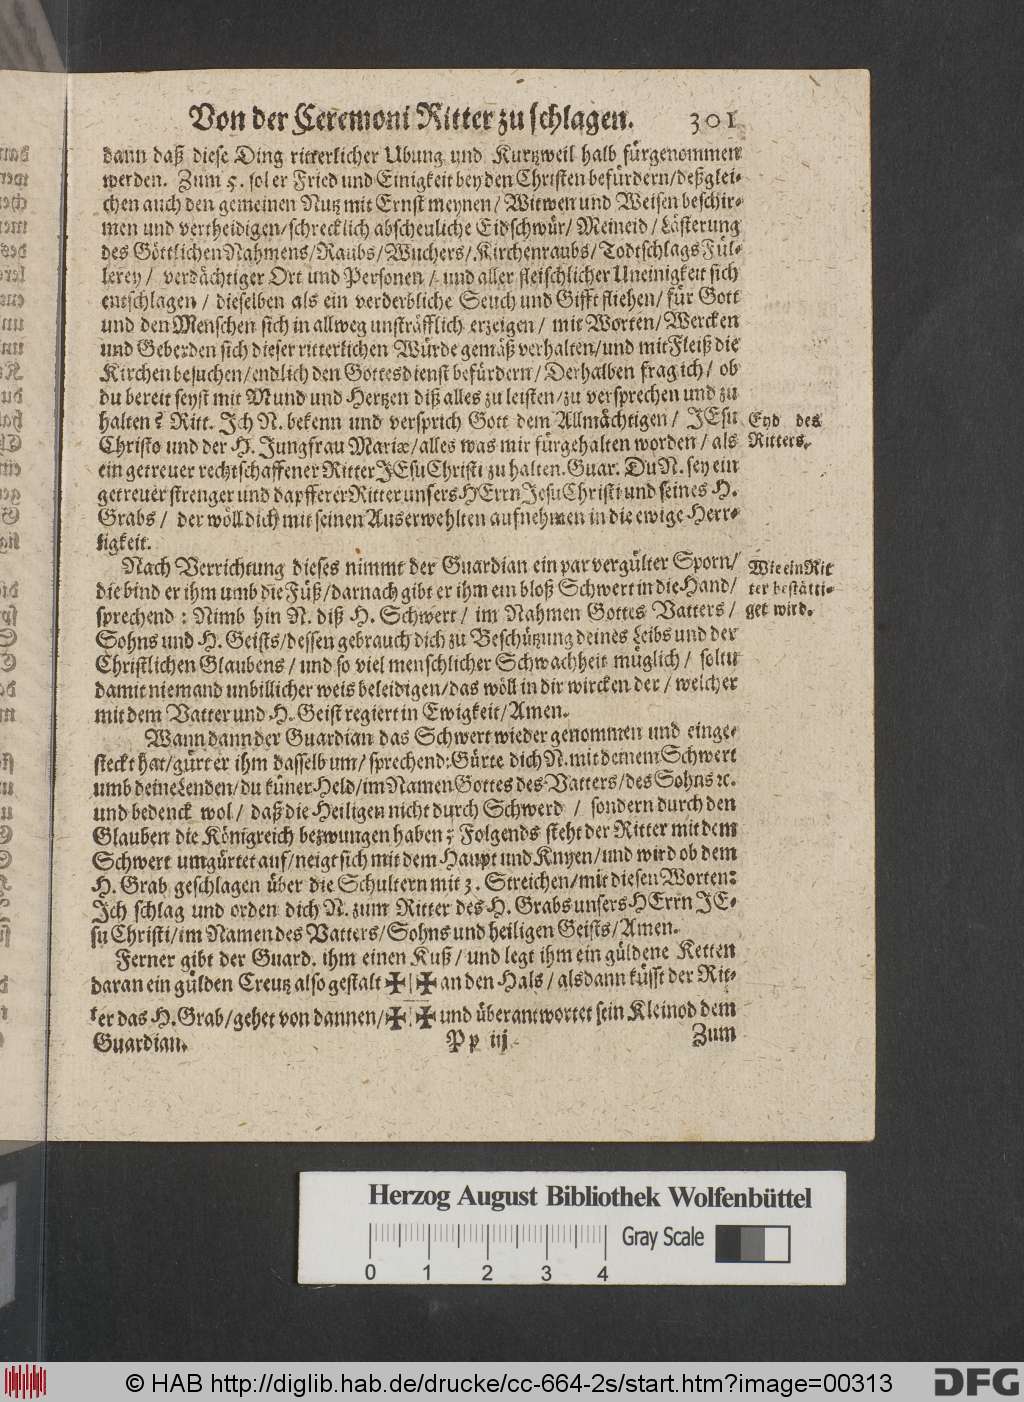 Von der Ceremoni Ritter zu schlagen. 301
dann daß diese Ding ritterlicher Ubung und Kurtzweil halb fürgenommen
werden. Zum 5. sol er Fried und Einigkeit bey den Christen befürdern/ deßglei-
chen auch den gemeinen Nutz mit Ernst meynen/ Witwen und Weisen beschir-
men und vertheidigen/ schrecklich abscheuliche Eidschwür/ Meineid/ Lästerung
des Göttlichen Nahmens/ Raubs/ Wuchers/ Kirchenraubs/ Todtschlags Fül-
lerey/ verdächtiger Ort und Personen/ und aller fleischlicher Uneinigkeit sich
entschlagen/ dieselben als ein verderbliche Seuch und Gifft fliehen/ für Gott
und den Menschen sich in allweg unsträfflich erzeigen/ mit Worten/ Wercken
und Geberden sich dieser ritterlichen Würde gemäß verhalten/ und mit Fleiß die
Kirchen besuchen/ endlich den Gottesdienst befürdern/ Derhalben frag ich/ ob
du bereit seyst mit Mund und Hertzen diß alles zu leisten/ zu versprechen und zu
halten? Ritt. Ich N. bekenn und versprich Gott dem Allmächtigen/ JEsu
Christo und der H. Jungfrau Mariæ/ alles was mir fürgehalten worden/ als
ein getreuer rechtschaffener Ritter JEsu Christi zu halten. Guar. Du N. sey ein
getreuer strenger und dapfferer Ritter unsers HErrn Jesu Christi und seines H.
Grabs/ der wöll dich mit seinen Auserwehlten aufnehmen in die ewige Herr-
ligkeit.
Eyd des
Ritters.
Nach Verrichtung dieses nimmt der Guardian ein par vergülter Sporn/
die bind er ihm umb die Füß/ darnach gibt er ihm ein bloß Schwert in die Hand/
sprechend: Nimb hin N. diß H. Schwert/ im Nahmen Gottes Vatters/
Sohns und H. Geists/ dessen gebrauch dich zu Beschützung deines Leibs und der
Christlichen Glaubens/ und so viel menschlicher Schwachheit müglich/ soltu
damit niemand unbillicher weis beleidigen/ das wöll in dir wircken der/ welcher
mit dem Vatter und H. Geist regiert in Ewigkeit/ Amen.
Wie ein Rit
ter bestätti-
get wird.
Wann dann der Guardian das Schwert wieder genommen und einge-
steckt hat/ gürt er ihm dasselb um/ sprechend: Gürte dich N. mit deinem Schwert
umb deine Lenden/ du küner Held/ im Namen Gottes des Vatters/ des Sohns ꝛc.
und bedenck wol/ daß die Heiligen nicht durch Schwerd/ sondern durch den
Glauben die Königreich bezwungen haben; Folgends steht der Ritter mit dem
Schwert umgürtet auf/ neigt sich mit dem Haupt und Knyen/ und wird ob dem
H. Grab geschlagen über die Schultern mit 3. Streichen/ mit diesen Worten:
Ich schlag und orden dich N. zum Ritter des H. Grabs unsers HErrn JE-
su Christi/ im Namen des Vatters/ Sohns und heiligen Geists/ Amen.
Ferner gibt der Guard. ihm einen Kuß/ und legt ihm ein güldene Ketten
daran ein gülden Creutz also gestalt ✠|✠ an den Hals/ alsdann küsst der Rit-
ter das H. Grab/ gehet von dannen/ ✠|✠ und überantwortet sein Kleinod dem
Guardian. Pp iij Zum
Herzog August Bibliothek Wolfenbüttel
Gray Scale
0 1 2 3 4
© HAB http://diglib.hab.de/drucke/cc-664-2s/start.htm?image=00313
DFG